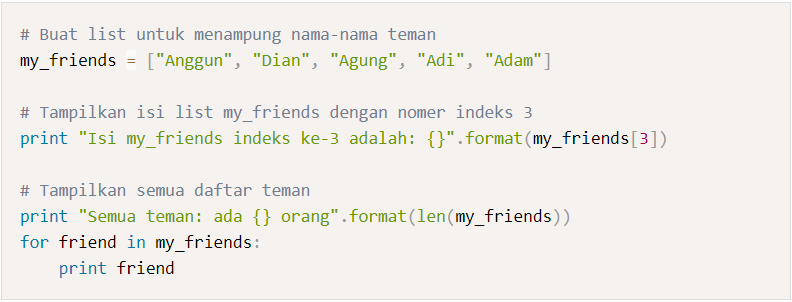 # Buat list untuk menampung nama-nama teman
my_friends = ["Anggun", "Dian", "Agung", "Adi", "Adam"]
# Tampilkan isi list my_friends dengan nomer indeks 3
print "Isi my_friends indeks ke-3 adalah: {}".format(my_friends[3])
# Tampilkan semua daftar teman
print "Semua teman: ada {} orang".format(len(my_friends))
for friend in my_friends:
    print friend